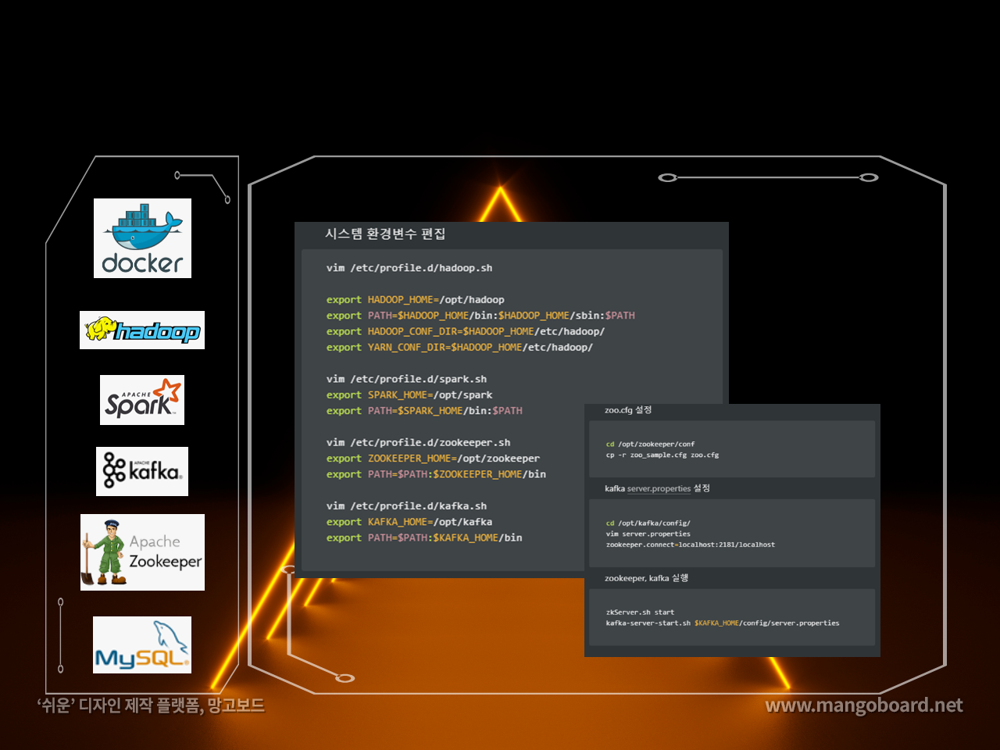 docker
hadoop
APACHE
Spark
APACHE
kafka
Apache
Zookeeper
MySQL
시스템 환경변수 편집
vim /etc/profile.d/hadoop.sh
export HADOOP_HOME=/opt/hadoop
export PATH=$HADOOP_HOME/bin:$HADOOP_HOME/sbin:$PATH
export HADOOP_CONF_DIR=$HADOOP_HOME/etc/hadoop/
export YARN_CONF_DIR=$HADOOP_HOME/etc/hadoop/
vim /etc/profile.d/spark.sh
export SPARK_HOME=/opt/spark
export PATH=$SPARK_HOME/bin:$PATH
vim /etc/profile.d/zookeeper.sh
export ZOOKEEPER_HOME=/opt/zookeeper
export PATH=$PATH:$ZOOKEEPER_HOME/bin
vim /etc/profile.d/kafka.sh
export KAFKA_HOME=/opt/kafka
export PATH=$PATH:$KAFKA_HOME/bin
zoo.cfg 설정
cd /opt/zookeeper/conf
cp -r zoo_sample.cfg zoo.cfg
kafka server.properties 설정
cd /opt/kafka/config/
vim server.properties
zookeeper.connect=localhost:2181/localhost
zookeeper, kafka 실행
zkServer.sh start
kafka-server-start.sh $KAFKA_HOME/config/server.properties
‘쉬운’ 디자인 제작 플랫폼, 망고보드
www.mangoboard.net